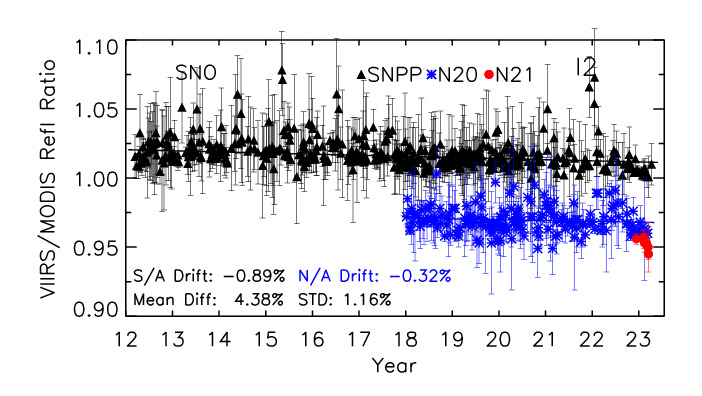 1.10
1.05
1.00
0.95
0.90
VIIRS/MODIS Refl Ratio
SNO
SNPP N20 N21
I2
S/A Drift: −0.89% N/A Drift: −0.32%
Mean Diff: 4.38% STD: 1.16%
12 13 14 15 16 17 18 19 20 21 22 23
Year